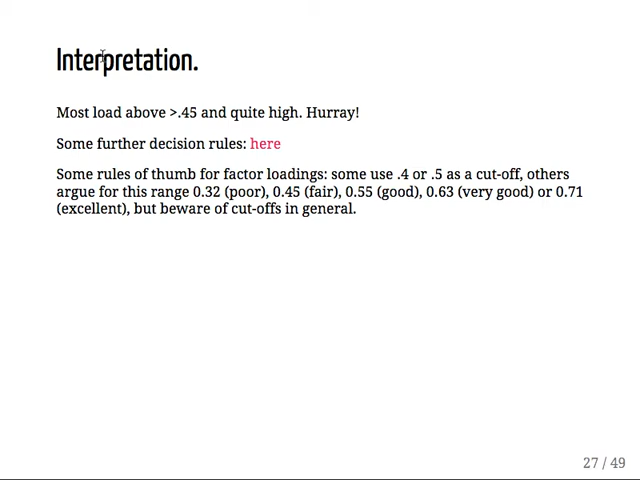 Interpretation.
Most load above >.45 and quite high. Hurray!
Some further decision rules: here
Some rules of thumb for factor loadings: some use .4 or .5 as a cut-off, others
argue for this range 0.32 (poor), 0.45 (fair), 0.55 (good), 0.63 (very good) or 0.71
(excellent), but beware of cut-offs in general.
27 / 49